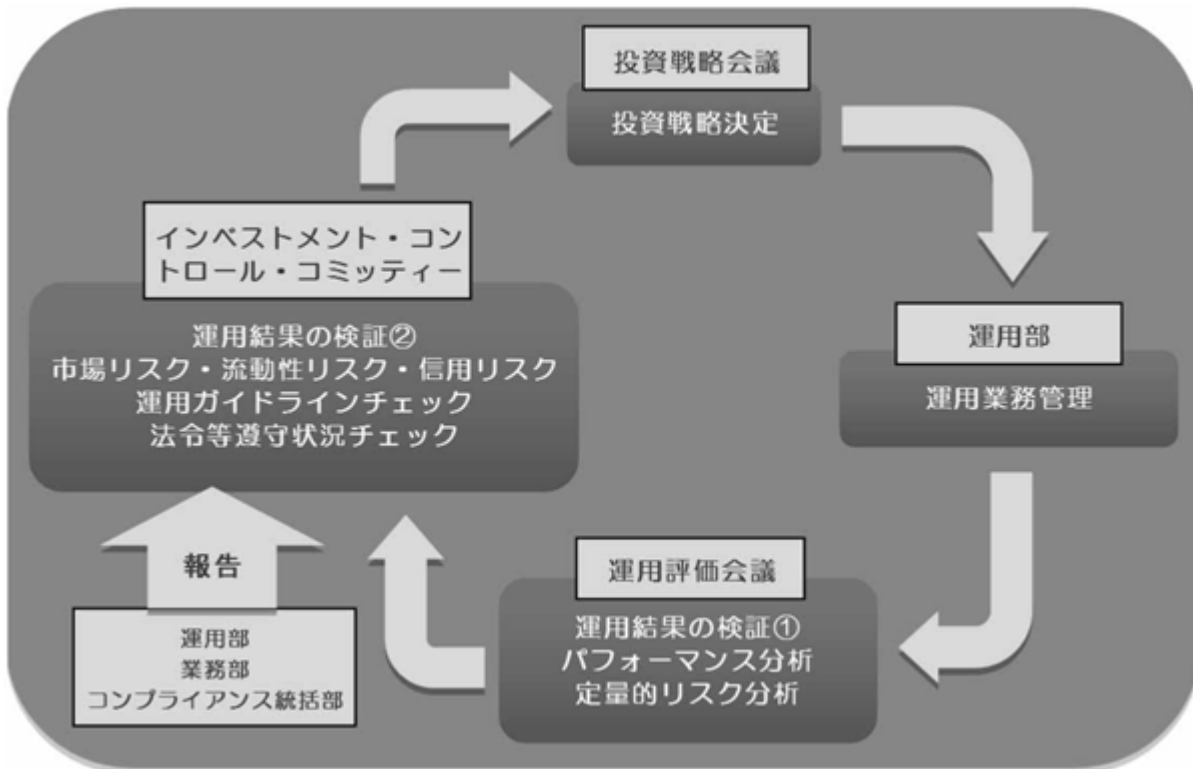 投資戦略会議
投資戦略決定
運用部
運用業務管理
運用評価会議
運用結果の検証①
パフォーマンス分析
定量的リスク分析
インベストメント・コン
トロール・コミッティー
運用結果の検証②
市場リスク・流動性リスク・信用リスク
運用ガイドラインチェック
法令等遵守状況チェック
報告
運用部
業務部
コンプライアンス統括部